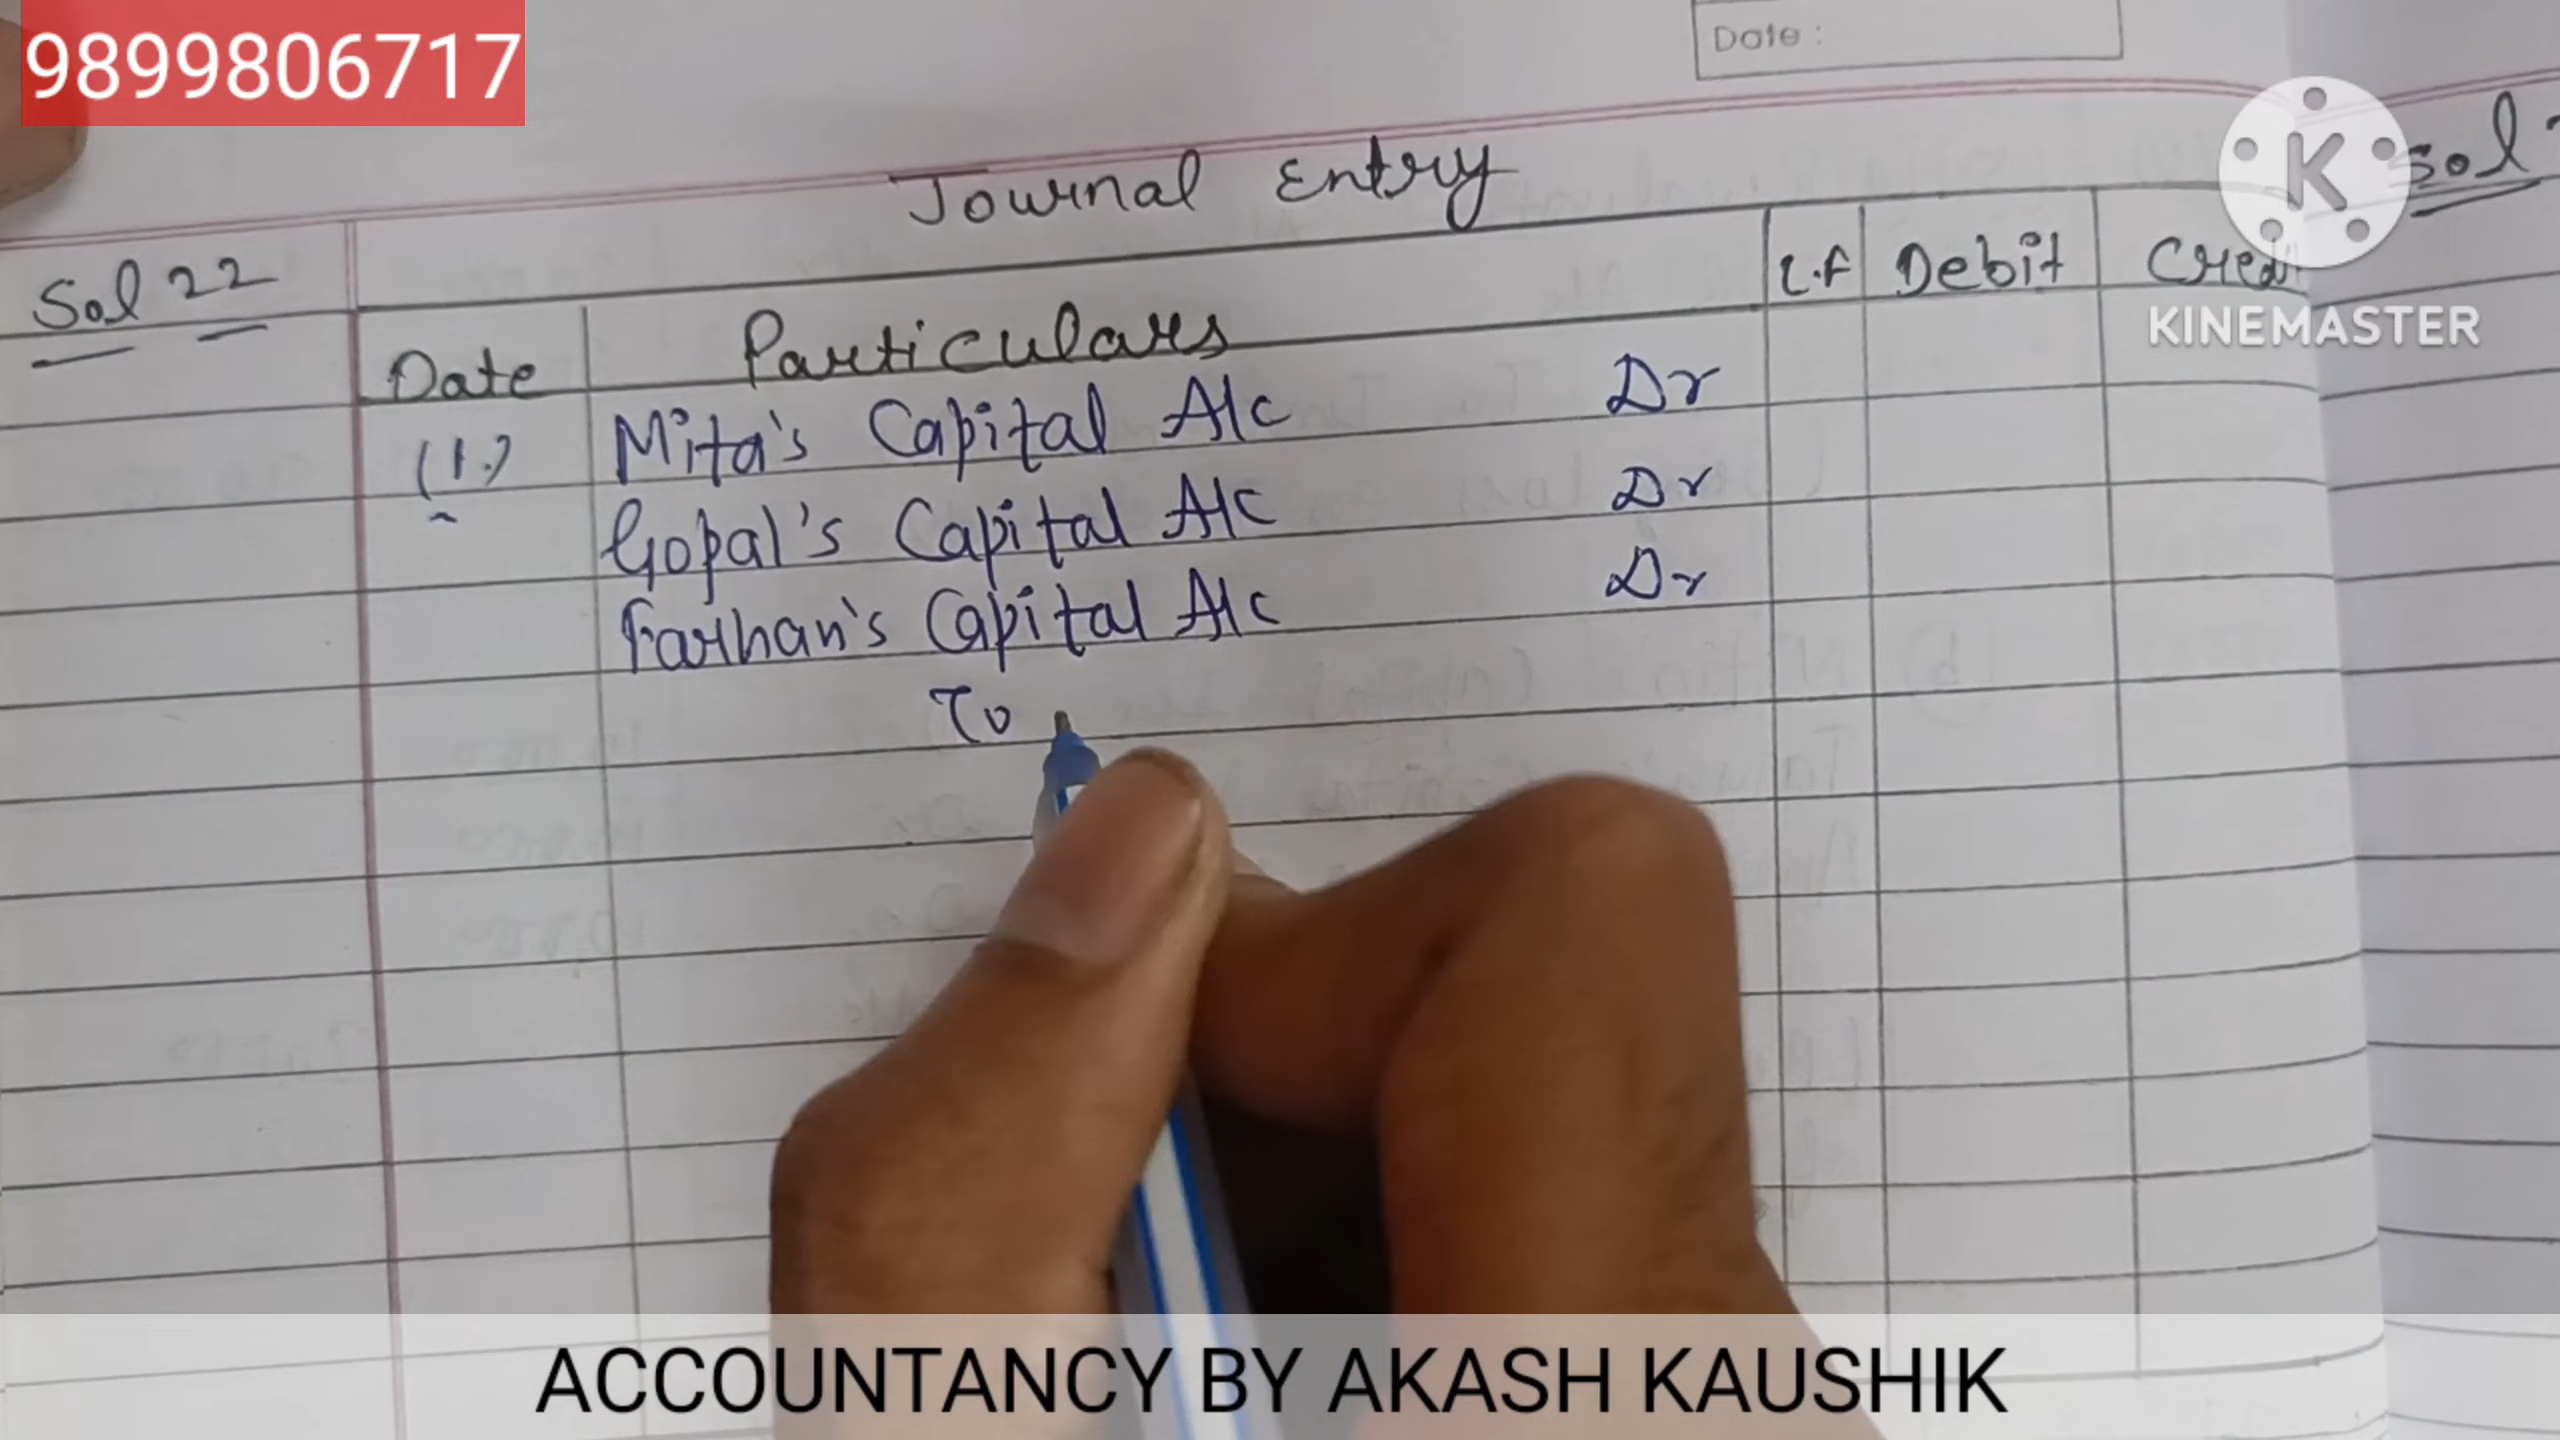 9899806717
Date :
Journal Entry
Sol 22
Date Particulars L.F Debit
(1.) Mita's Capital A/c Dr
Gopal's Capital A/c Dr
Farhan's Capital A/c Dr
To
Sol
K
KINEMASTER
ACCOUNTANCY BY AKASH KAUSHIK